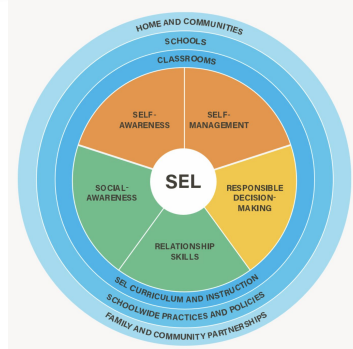 HOME AND COMMUNITIES
SCHOOLS
CLASSROOMS
SELF-
AWARENESS
SELF-
MANAGEMENT
SOCIAL-
AWARENESS
SEL
RESPONSIBLE
DECISION-
MAKING
RELATIONSHIP
SKILLS
SEL CURRICULUM AND INSTRUCTION
SCHOOLWIDE PRACTICES AND POLICIES
FAMILY AND COMMUNITY PARTNERSHIPS